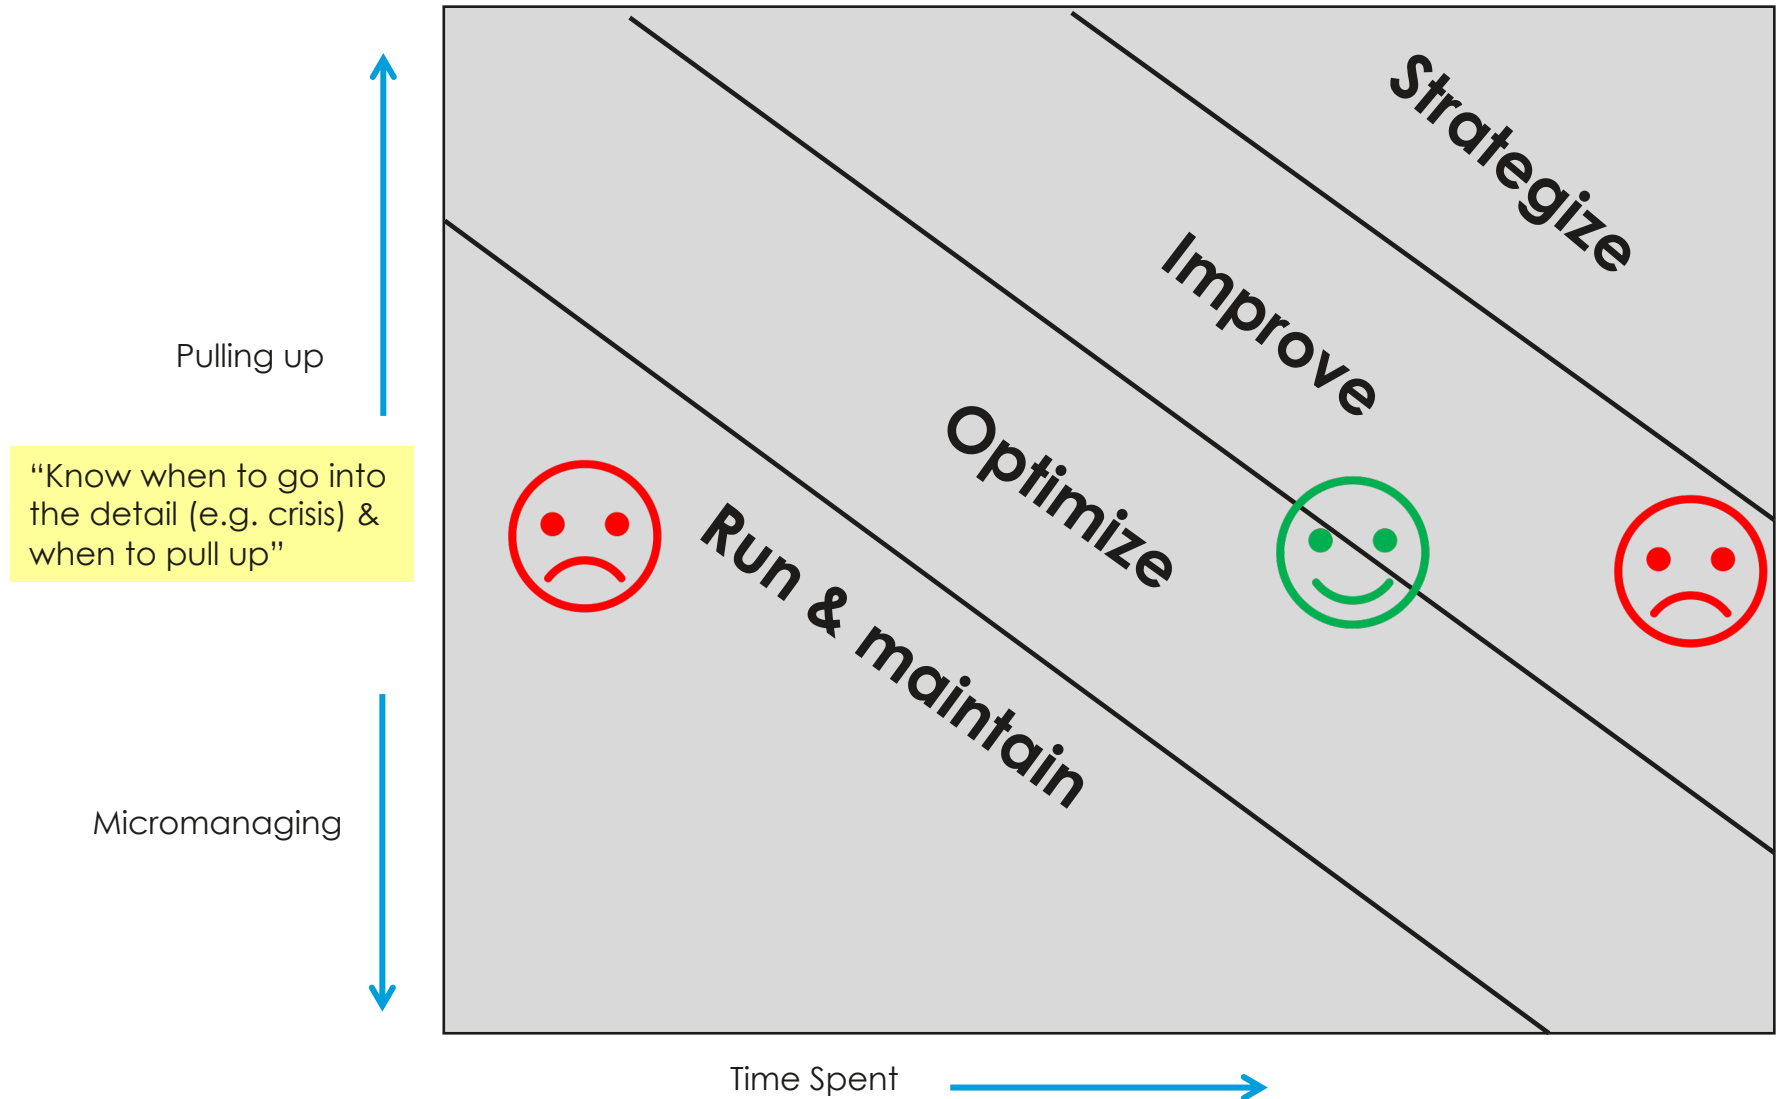 Strategize
Improve
Optimize
Run & maintain
Pulling up
“Know when to go into
the detail (e.g. crisis) &
when to pull up”
Micromanaging
Time Spent